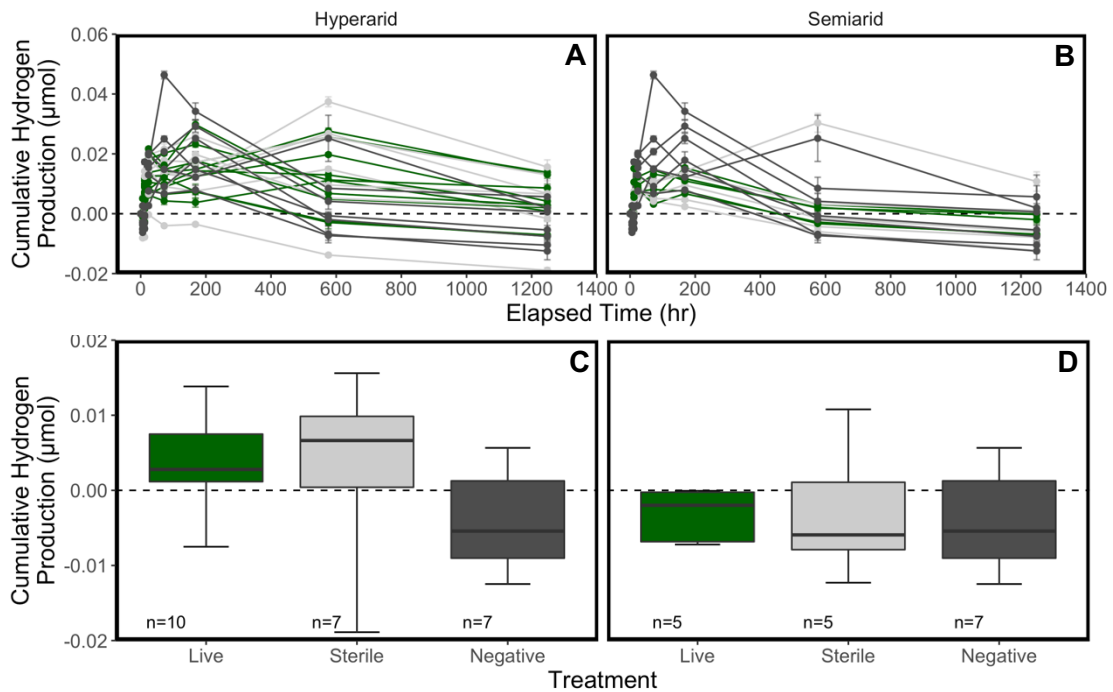 Hyperarid Semiarid
A B
Cumulative Hydrogen
Production (μmol)
0.06
0.04
0.02
0.00
-0.02
0 200 400 600 800 1000 1200 1400 0 200 400 600 800 1000 1200 1400
Elapsed Time (hr)
C D
Cumulative Hydrogen
Production (μmol)
0.02
0.01
0.00
-0.01
-0.02
n=10 n=7 n=7 n=5 n=5 n=7
Live Sterile Negative Live Sterile Negative
Treatment